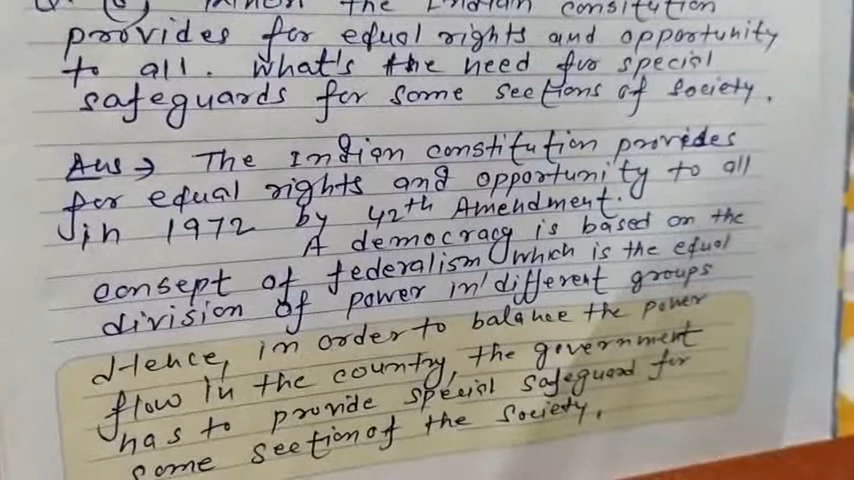 the Indian consitution
provides for equal rights and opportunity
to all. What's the need for special
safeguards for some sections of society.
Ans → The Indian constitution provides
for equal rights and opportunity to all
in 1972 by 42th Amendment.
A democracy is based on the
consept of federalism which is the equal
division of power in different groups
Hence, in order to balance the power
flow in the country, the government
has to provide special safeguard for
some section of the society.